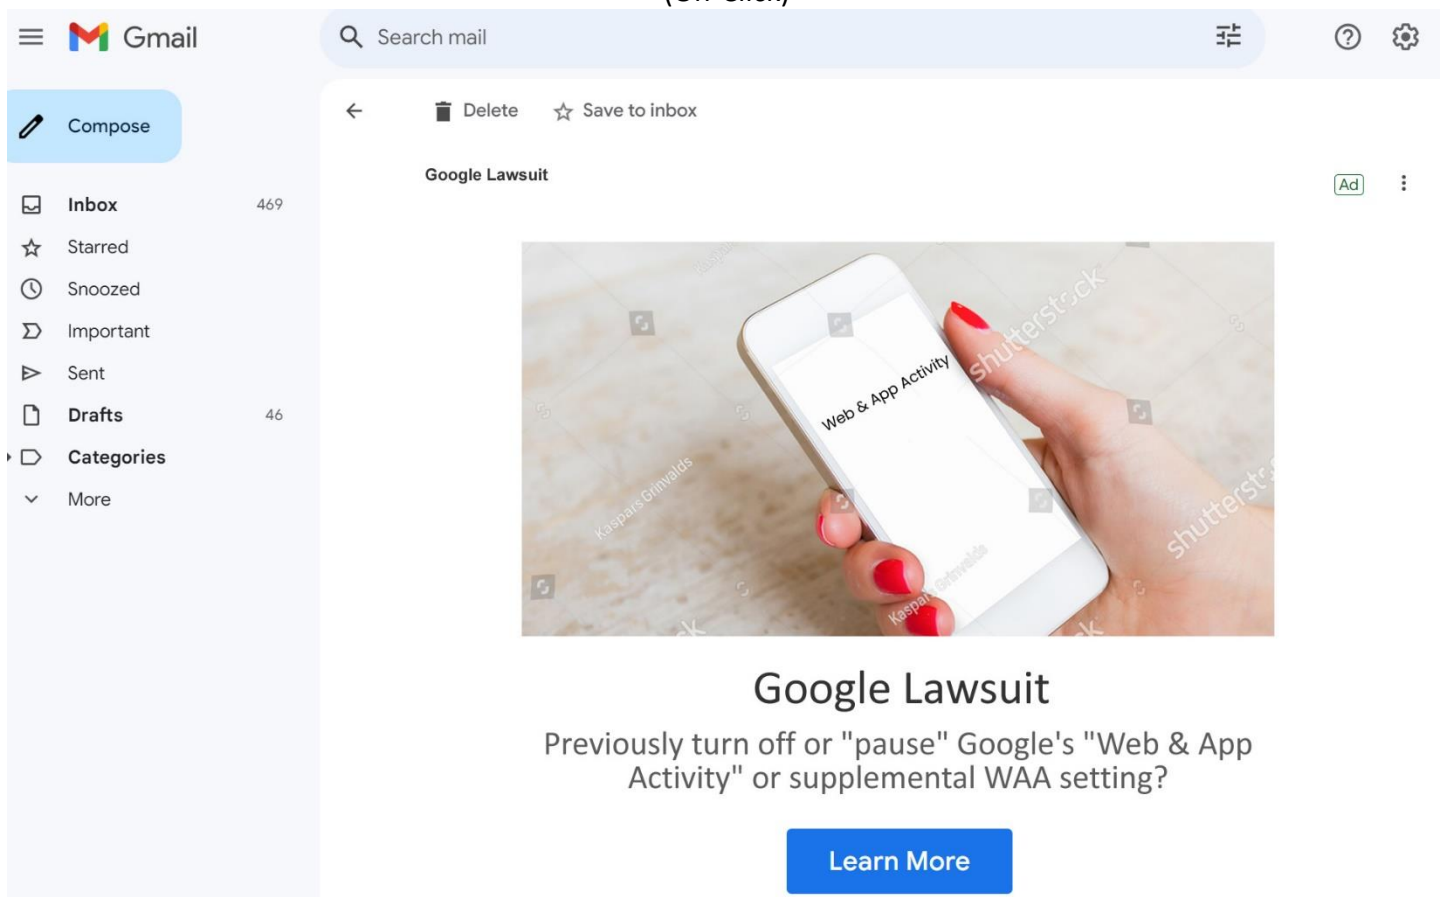 (On-Click)
Gmail
Search mail
Compose
Delete
Save to inbox
Google Lawsuit
Ad
Inbox 469
Starred
Snoozed
Important
Sent
Drafts 46
Categories
More
shutterstock
Web & App Activity
Kaspars Grinvalds
Kaspars Grinvalds
Google Lawsuit
Previously turn off or "pause" Google's "Web & App
Activity" or supplemental WAA setting?
Learn More